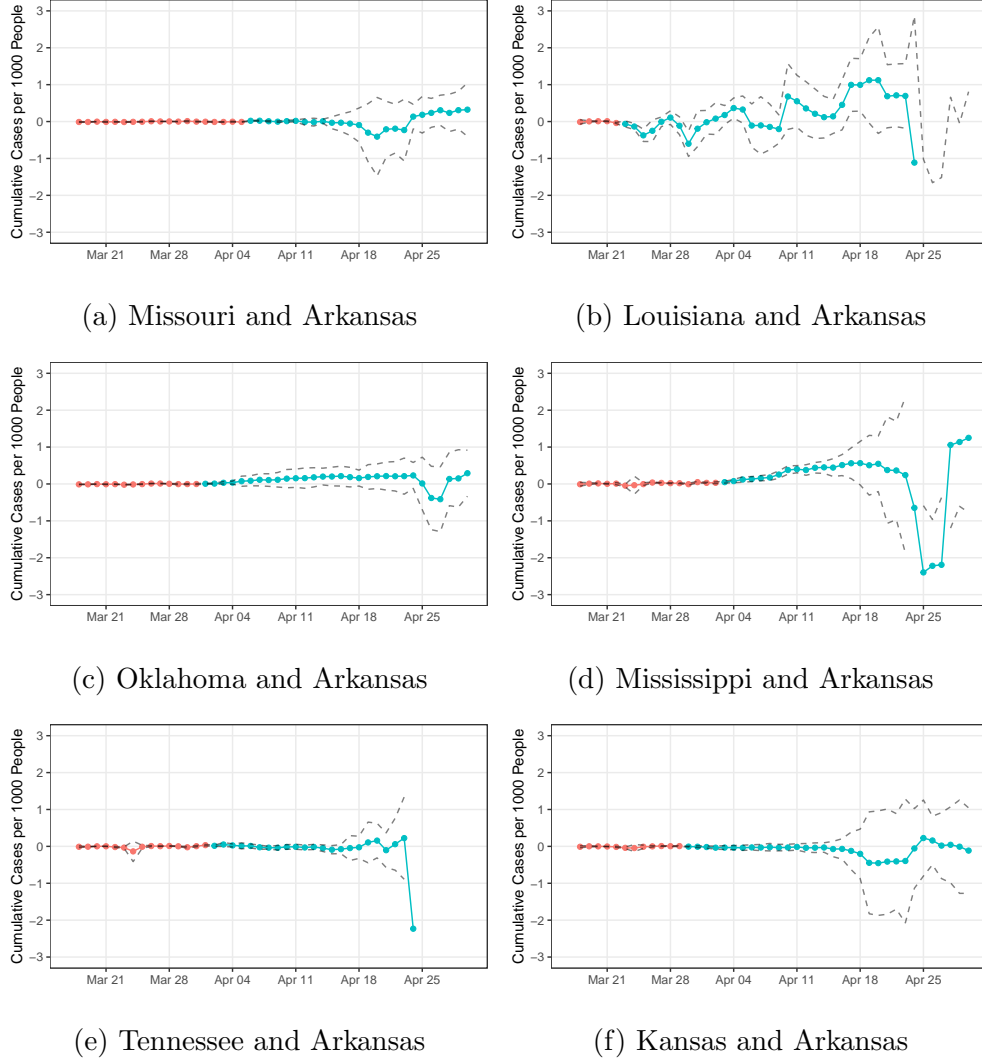 Cumulative Cases per 1000 People
3
2
1
0
−1
−2
−3
Mar 21 Mar 28 Apr 04 Apr 11 Apr 18 Apr 25
(a) Missouri and Arkansas
Cumulative Cases per 1000 People
3
2
1
0
−1
−2
−3
Mar 21 Mar 28 Apr 04 Apr 11 Apr 18 Apr 25
(b) Louisiana and Arkansas
Cumulative Cases per 1000 People
3
2
1
0
−1
−2
−3
Mar 21 Mar 28 Apr 04 Apr 11 Apr 18 Apr 25
(c) Oklahoma and Arkansas
Cumulative Cases per 1000 People
3
2
1
0
−1
−2
−3
Mar 21 Mar 28 Apr 04 Apr 11 Apr 18 Apr 25
(d) Mississippi and Arkansas
Cumulative Cases per 1000 People
3
2
1
0
−1
−2
−3
Mar 21 Mar 28 Apr 04 Apr 11 Apr 18 Apr 25
(e) Tennessee and Arkansas
Cumulative Cases per 1000 People
3
2
1
0
−1
−2
−3
Mar 21 Mar 28 Apr 04 Apr 11 Apr 18 Apr 25
(f) Kansas and Arkansas